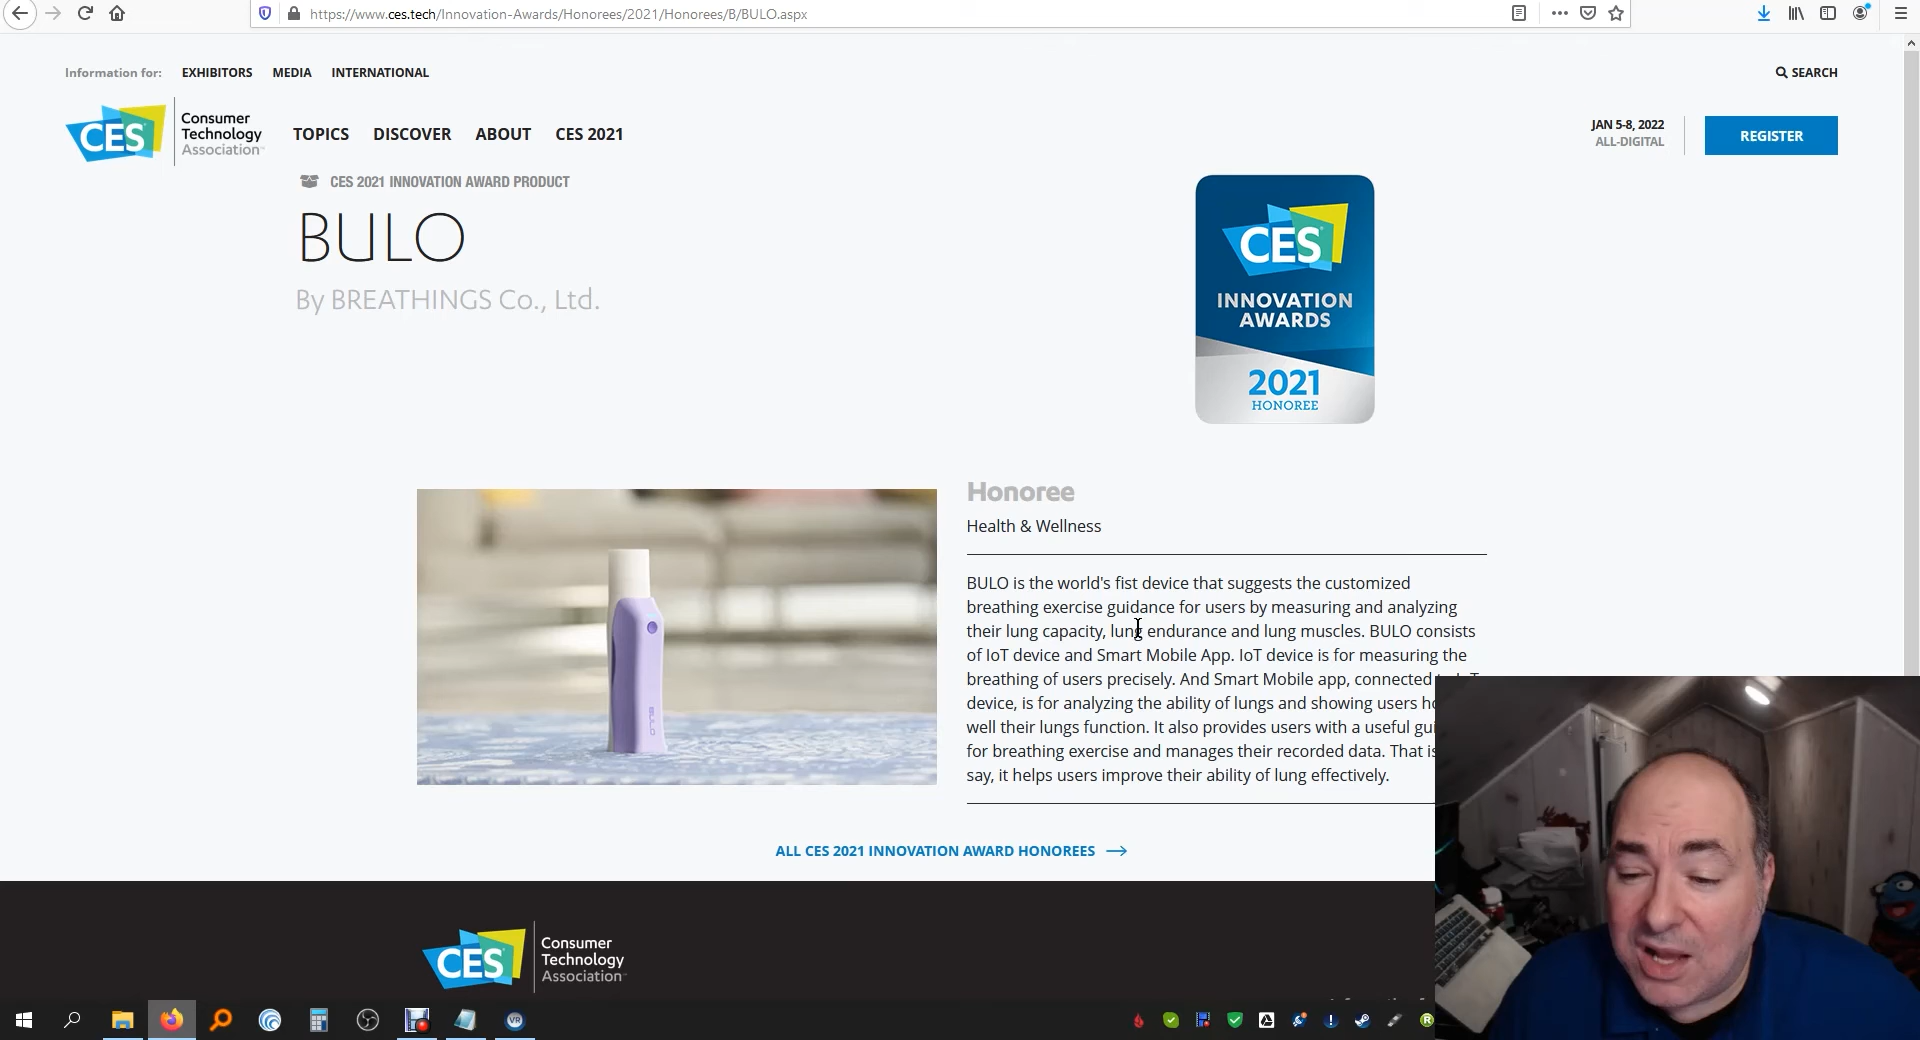 https://www.ces.tech/Innovation-Awards/Honorees/2021/Honorees/B/BULO.aspx
Information for: EXHIBITORS MEDIA INTERNATIONAL
SEARCH
CES
Consumer
Technology
Association™
TOPICS DISCOVER ABOUT CES 2021
JAN 5-8, 2022
ALL-DIGITAL
REGISTER
CES 2021 INNOVATION AWARD PRODUCT
BULO
By BREATHINGS Co., Ltd.
CES
INNOVATION
AWARDS
2021
HONOREE
BULO
Honoree
Health & Wellness
BULO is the world's fist device that suggests the customized
breathing exercise guidance for users by measuring and analyzing
their lung capacity, lung endurance and lung muscles. BULO consists
of IoT device and Smart Mobile App. IoT device is for measuring the
breathing of users precisely. And Smart Mobile app, connected
device, is for analyzing the ability of lungs and showing users
well their lungs function. It also provides users with a useful
for breathing exercise and manages their recorded data. That is
say, it helps users improve their ability of lung effectively.
ALL CES 2021 INNOVATION AWARD HONOREES
CES
Consumer
Technology
Association™
VR